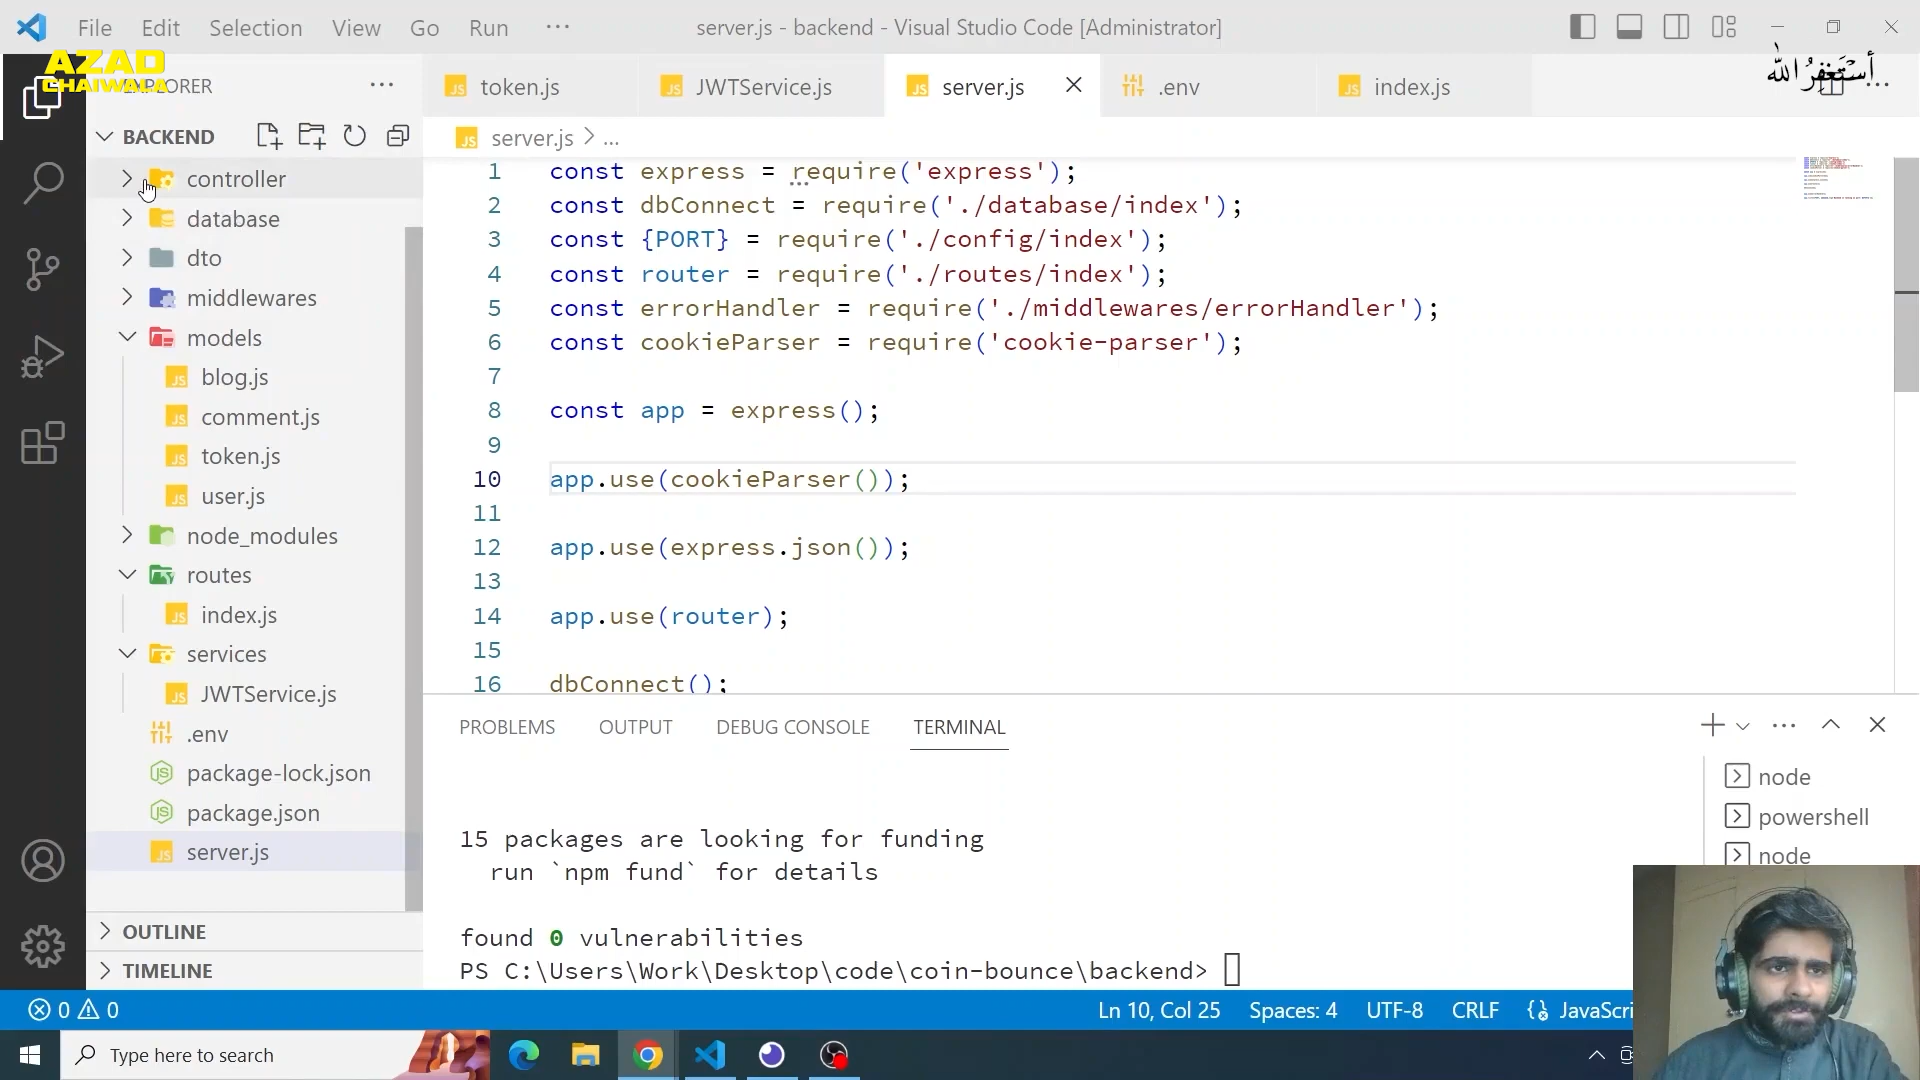 File Edit Selection View Go Run ...
server.js - backend - Visual Studio Code [Administrator]
AZAD
CHAIWALA
EXPLORER
token.js
JWTService.js
server.js
.env
index.js
أستغفر الله
BACKEND
server.js > ...
controller
database
dto
middlewares
models
blog.js
comment.js
token.js
user.js
node_modules
routes
index.js
services
JWTService.js
.env
package-lock.json
package.json
server.js
OUTLINE
TIMELINE
1 const express = require('express');
2 const dbConnect = require('./database/index');
3 const {PORT} = require('./config/index');
4 const router = require('./routes/index');
5 const errorHandler = require('./middlewares/errorHandler');
6 const cookieParser = require('cookie-parser');
7
8 const app = express();
9
10 app.use(cookieParser());
11
12 app.use(express.json());
13
14 app.use(router);
15
16 dbConnect();
PROBLEMS OUTPUT DEBUG CONSOLE TERMINAL
15 packages are looking for funding
run `npm fund` for details
found 0 vulnerabilities
PS C:\Users\Work\Desktop\code\coin-bounce\backend>
node
powershell
node
0 0
Ln 10, Col 25
Spaces: 4
UTF-8
CRLF
JavaScri
Type here to search